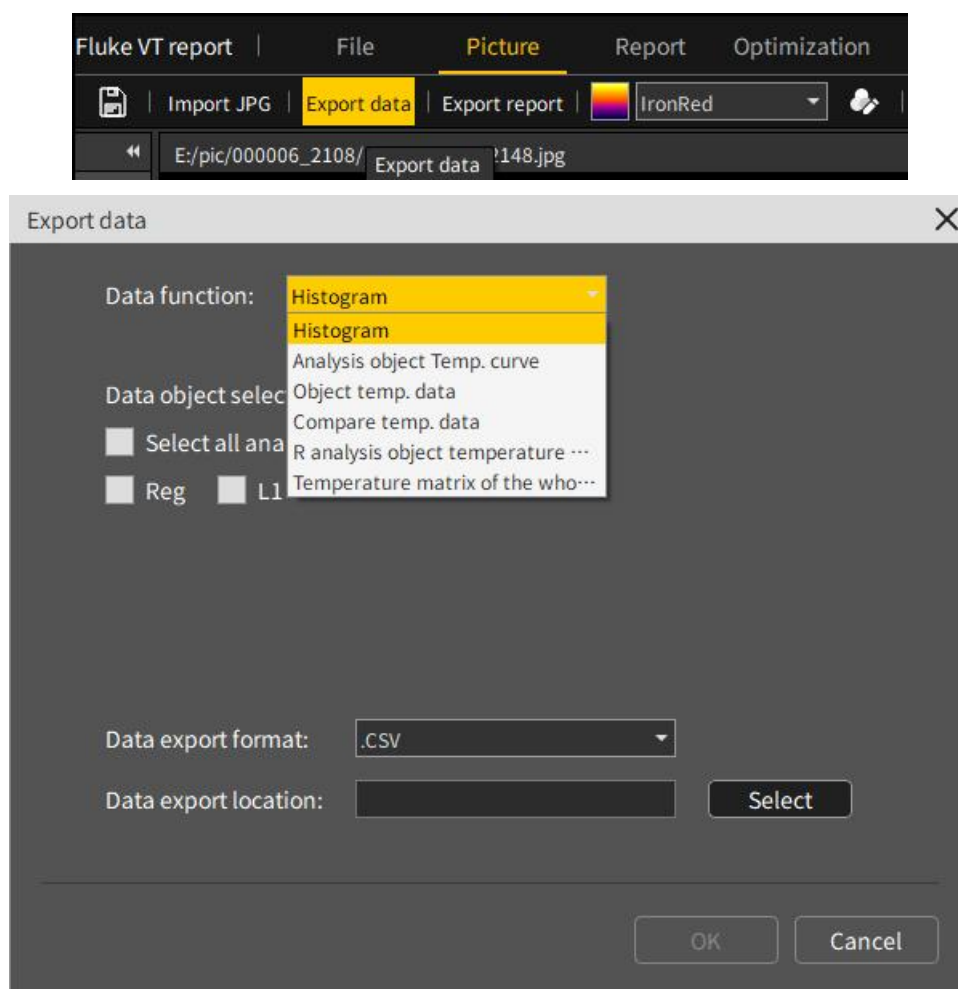 Fluke VT report File Picture Report Optimization
Import JPG Export data Export report IronRed
E:/pic/000006_2108/ 2148.jpg
Export data
Export data
Data function: Histogram
Histogram
Analysis object Temp. curve
Data object selec
Object temp. data
Compare temp. data
Select all ana
R analysis object temperature ···
Reg L1
Temperature matrix of the who···
Data export format: .CSV
Data export location: Select
OK Cancel